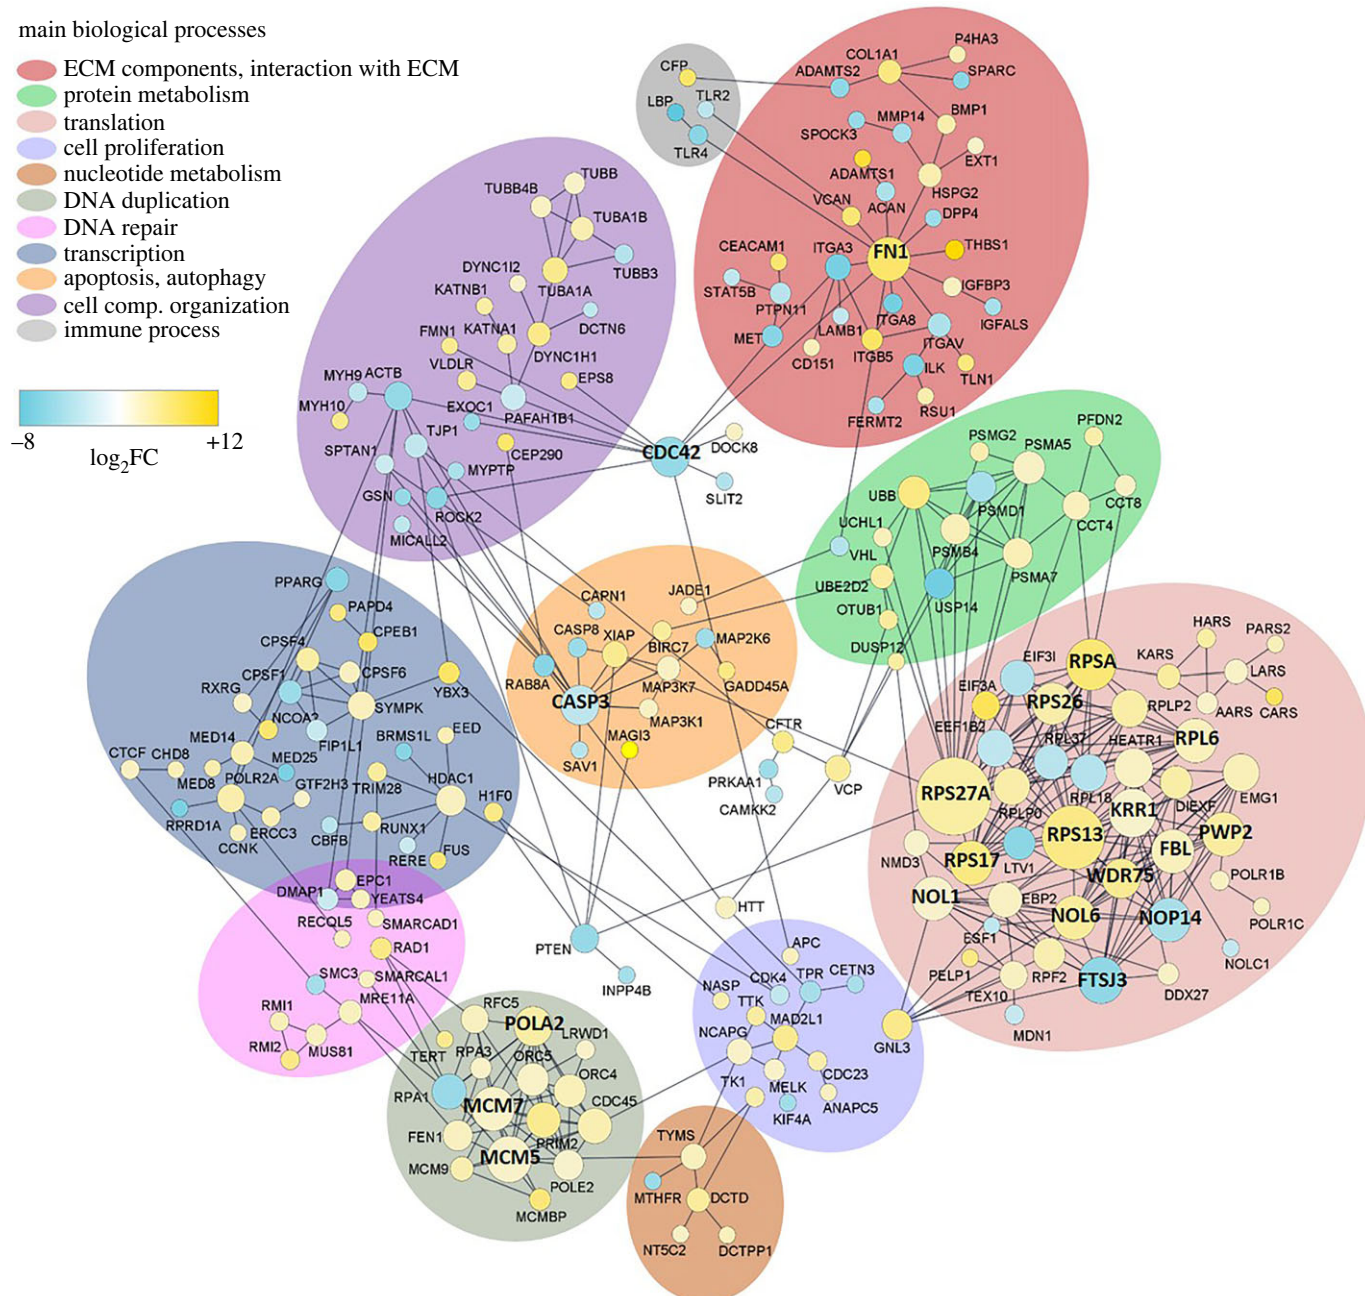 main biological processes
ECM components, interaction with ECM
protein metabolism
translation
cell proliferation
nucleotide metabolism
DNA duplication
DNA repair
transcription
apoptosis, autophagy
cell comp. organization
immune process
–8
+12
log2FC
CFP
TLR2
LBP
TLR4
COL1A1
P4HA3
ADAMTS2
SPARC
BMP1
MMP14
SPOCK3
EXT1
ADAMTS1
HSPG2
VCAN
ACAN
DPP4
CEACAM1
ITGA3
FN1
THBS1
STAT5B
PTPN11
IGFBP3
ITGA8
IGFALS
MET
LAMB1
ITGAV
CD151
ITGB5
ILK
TLN1
FERMT2
RSU1
TUBB
TUBB4B
TUBA1B
TUBB3
DYNC1I2
TUBA1A
KATNB1
DCTN6
FMN1
KATNA1
DYNC1H1
VLDLR
EPS8
MYH9
ACTB
EXOC1
PAFAH1B1
MYH10
TJP1
CEP290
SPTAN1
MYPTP
GSN
ROCK2
MICALL2
CDC42
DOCK8
SLIT2
PFDN2
PSMG2
PSMA5
UBB
PSMD1
CCT8
CCT4
UCHL1
PSMB4
VHL
PSMA7
UBE2D2
USP14
OTUB1
DUSP12
PPARG
PAPD4
CPEB1
CPSF4
CPSF6
CPSF1
RXRG
YBX3
NCOA2
SYMPK
FIP1L1
EED
BRMS1L
MED14
CTCF
CHD8
MED25
POLR2A
MED8
GTF2H3
TRIM28
HDAC1
H1F0
RPRD1A
ERCC3
CBFB
RUNX1
CCNK
RERE
FUS
CAPN1
JADE1
CASP8
XIAP
BIRC7
MAP2K6
RAB8A
MAP3K7
GADD45A
CASP3
MAP3K1
MAGI3
SAV1
CFTR
PRKAA1
CAMKK2
VCP
HTT
PTEN
INPP4B
HARS
PARS2
KARS
EIF3I
RPSA
LARS
EIF3A
RPS26
RPLP2
AARS
CARS
EEF1B2
RPL37
HEATR1
RPL6
RPS27A
RPLP0
RPL18
KRR1
DIEXF
EMG1
RPS13
PWP2
NMD3
RPS17
LTV1
FBL
WDR75
POLR1B
NOL1
EBP2
NOL6
NOP14
POLR1C
ESF1
NOLC1
PELP1
RPF2
FTSJ3
DDX27
TEX10
MDN1
GNL3
EPC1
DMAP1
YEATS4
RECQL5
SMARCAD1
RAD1
SMC3
SMARCAL1
RMI1
MRE11A
RMI2
MUS81
RFC5
POLA2
TERT
RPA3
ORC5
LRWD1
ORC4
RPA1
MCM7
CDC45
FEN1
PRIM2
MCM5
MCM9
POLE2
MCMBP
APC
NASP
CDK4
TPR
CETN3
TTK
NCAPG
MAD2L1
CDC23
TK1
MELK
ANAPC5
KIF4A
TYMS
MTHFR
DCTD
NT5C2
DCTPP1